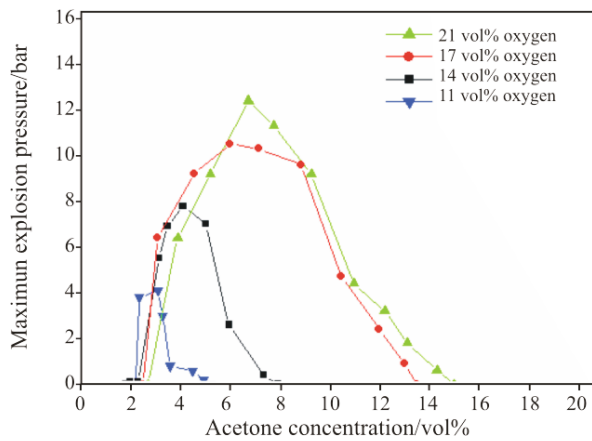 16
14
12
10
8
6
4
2
0
Maximun explosion pressure/bar
21 vol% oxygen
17 vol% oxygen
14 vol% oxygen
11 vol% oxygen
0 2 4 6 8 10 12 14 16 18 20
Acetone concentration/vol%